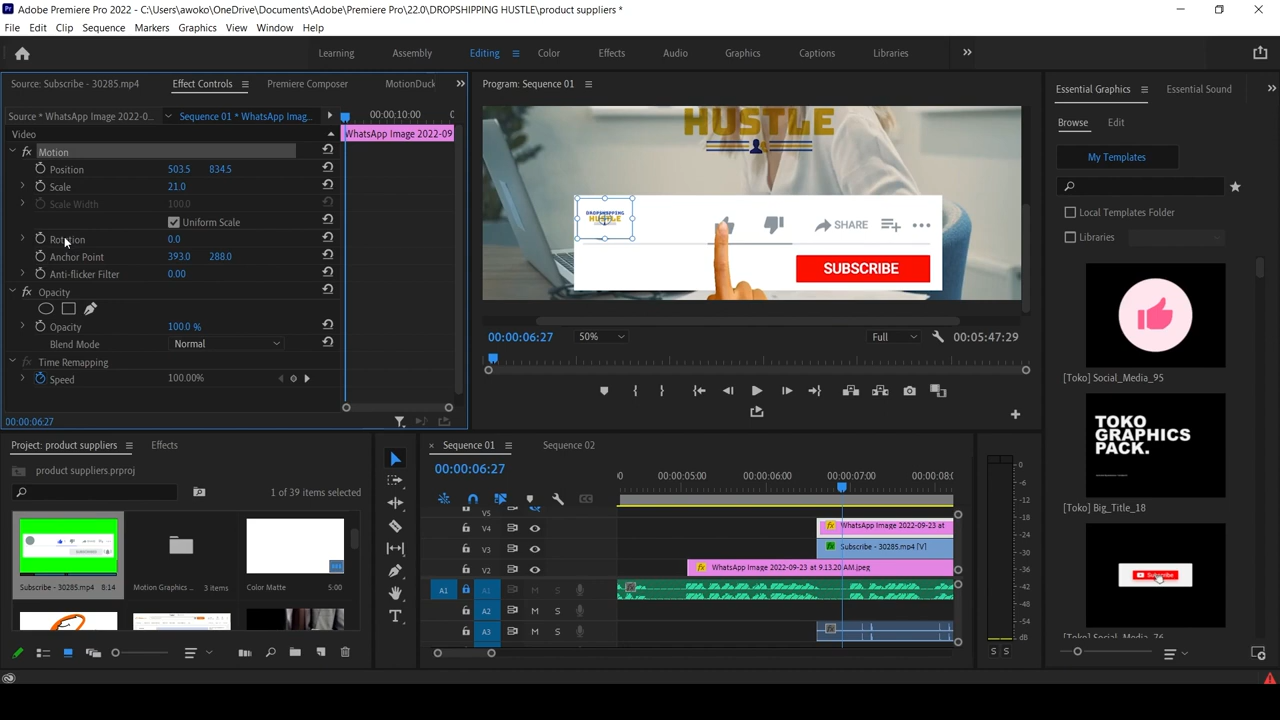 Adobe Premiere Pro 2022 - C:\Users\awoko\OneDrive\Documents\Adobe\Premiere Pro\22.0\DROPSHIPPING HUSTLE\product suppliers *
File Edit Clip Sequence Markers Graphics View Window Help
Learning Assembly Editing Color Effects Audio Graphics Captions Libraries
Source: Subscribe - 30285.mp4 Effect Controls Premiere Composer MotionDuck
Source * WhatsApp Image 2022-0... Sequence 01 * WhatsApp Imag...
00:00:10:00
Video
WhatsApp Image 2022-09
Motion
Position 503.5 834.5
Scale 21.0
Scale Width 100.0
Uniform Scale
Rotation 0.0
Anchor Point 393.0 288.0
Anti-flicker Filter 0.00
Opacity
Opacity 100.0 %
Blend Mode Normal
Time Remapping
Speed 100.00%
00:00:06:27
Program: Sequence 01
HUSTLE
DROPSHIPPING
HUSTLE
SHARE
SUBSCRIBE
00:00:06:27 50% Full 00:05:47:29
Essential Graphics Essential Sound
Browse Edit
My Templates
Local Templates Folder
Libraries
[Toko] Social_Media_95
TOKO
GRAPHICS
PACK.
[Toko] Big_Title_18
Subscribe
[Toko] Social_Media_76
Project: product suppliers Effects
product suppliers.prproj
1 of 39 items selected
Subscribe - 30285.mp4 8:14
Motion Graphics ... 3 items
Color Matte 5:00
Sequence 01 Sequence 02
00:00:06:27
00:00:05:00 00:00:06:00 00:00:07:00 00:00:08:
V5
V4 WhatsApp Image 2022-09-23 at
V3 Subscribe - 30285.mp4 [V]
V2 WhatsApp Image 2022-09-23 at 9.13.20 AM.jpeg
A1 A1 M S
A2 M S
A3 M S
0
-6
-12
-18
-24
-30
-36
-42
-48
-54
dB
S S